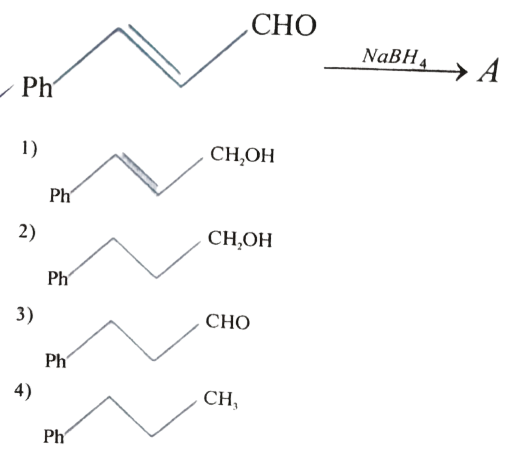 CHO
Ph
NaBH₄
A
1)
CH₂OH
Ph
2)
CH₂OH
Ph
3)
CHO
Ph
4)
CH₃
Ph